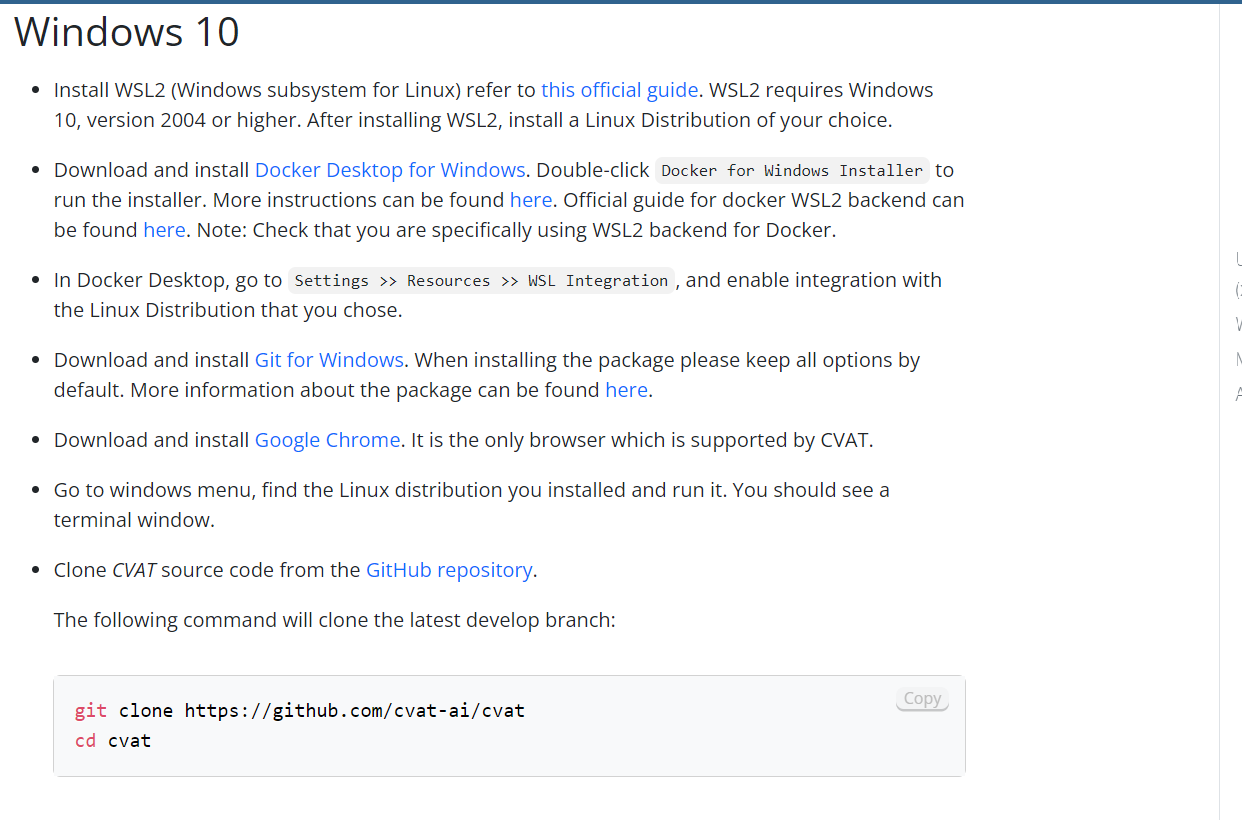 Windows 10
Install WSL2 (Windows subsystem for Linux) refer to this official guide. WSL2 requires Windows
10, version 2004 or higher. After installing WSL2, install a Linux Distribution of your choice.
Download and install Docker Desktop for Windows. Double-click Docker for Windows Installer to
run the installer. More instructions can be found here. Official guide for docker WSL2 backend can
be found here. Note: Check that you are specifically using WSL2 backend for Docker.
In Docker Desktop, go to Settings >> Resources >> WSL Integration, and enable integration with
the Linux Distribution that you chose.
Download and install Git for Windows. When installing the package please keep all options by
default. More information about the package can be found here.
Download and install Google Chrome. It is the only browser which is supported by CVAT.
Go to windows menu, find the Linux distribution you installed and run it. You should see a
terminal window.
Clone CVAT source code from the GitHub repository.
The following command will clone the latest develop branch:
Copy
git clone https://github.com/cvat-ai/cvat
cd cvat